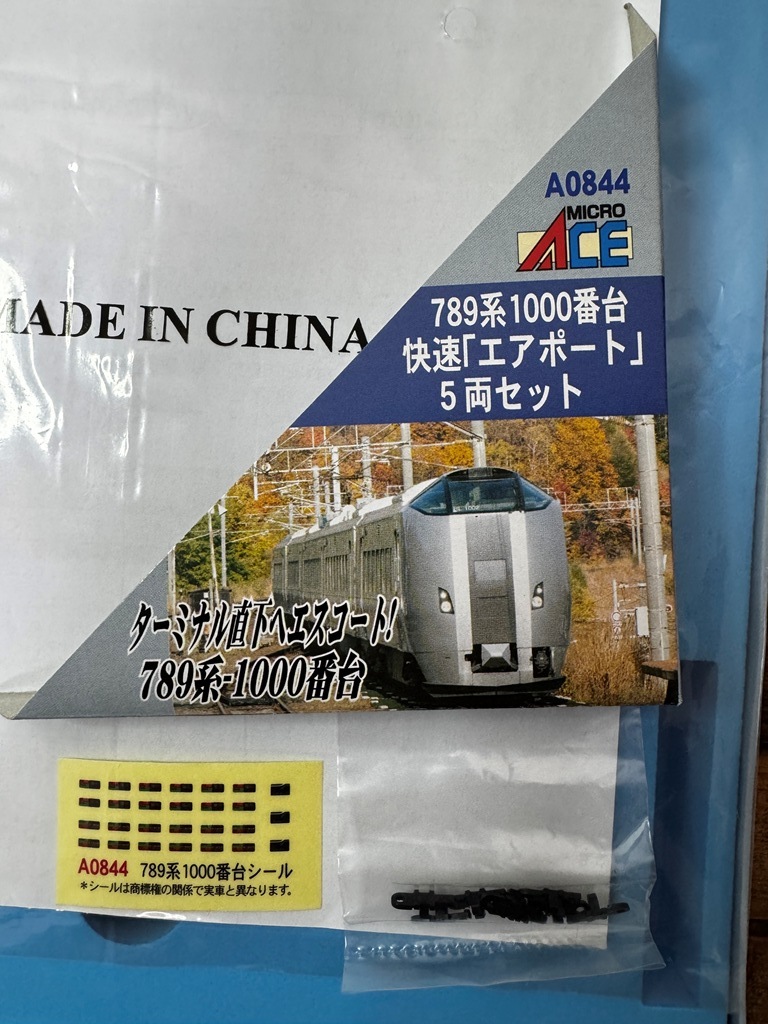 A0844
MICRO
ACE
789系1000番台
快速「エアポート」
5両セット
MADE IN CHINA
ターミナル直下へエスコート!
789系-1000番台
A0844 789系1000番台シール
*シールは商標権の関係で実車と異なります。